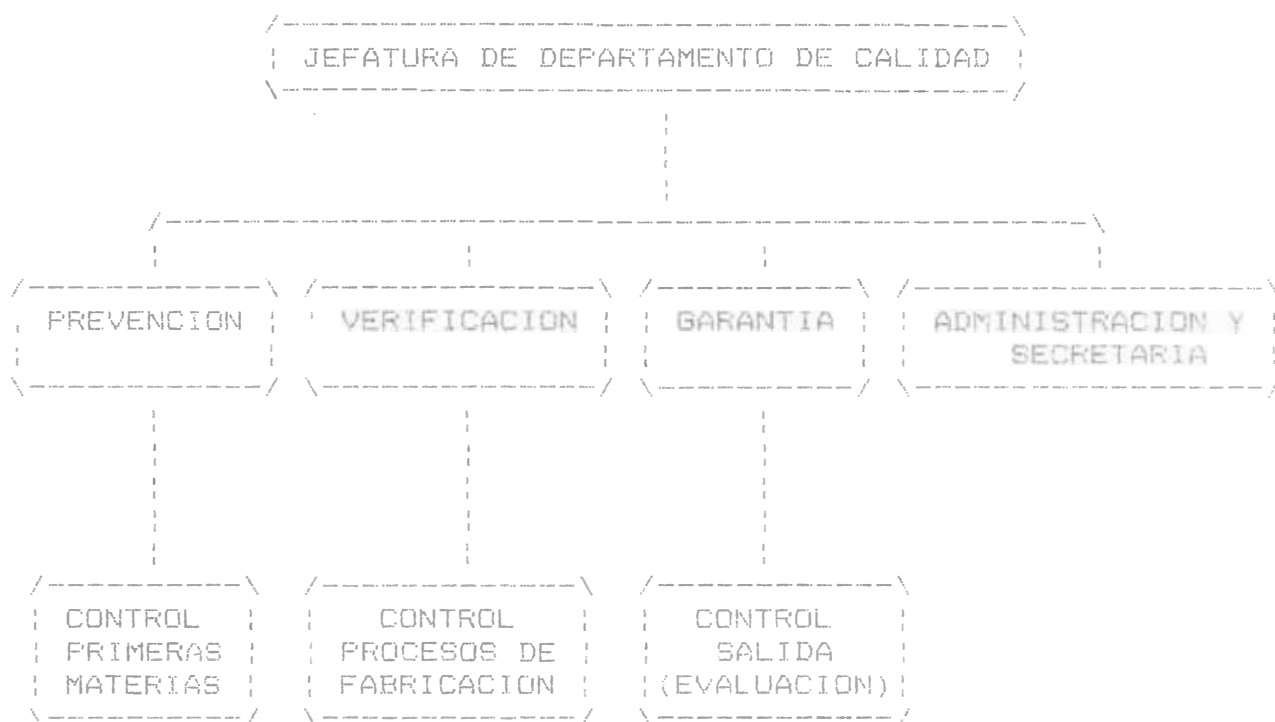 JEFATURA DE DEPARTAMENTO DE CALIDAD
PREVENCION
VERIFICACION
GARANTIA
ADMINISTRACION Y
SECRETARIA
CONTROL
PRIMERAS
MATERIAS
CONTROL
PROCESOS DE
FABRICACION
CONTROL
SALIDA
(EVALUACION)